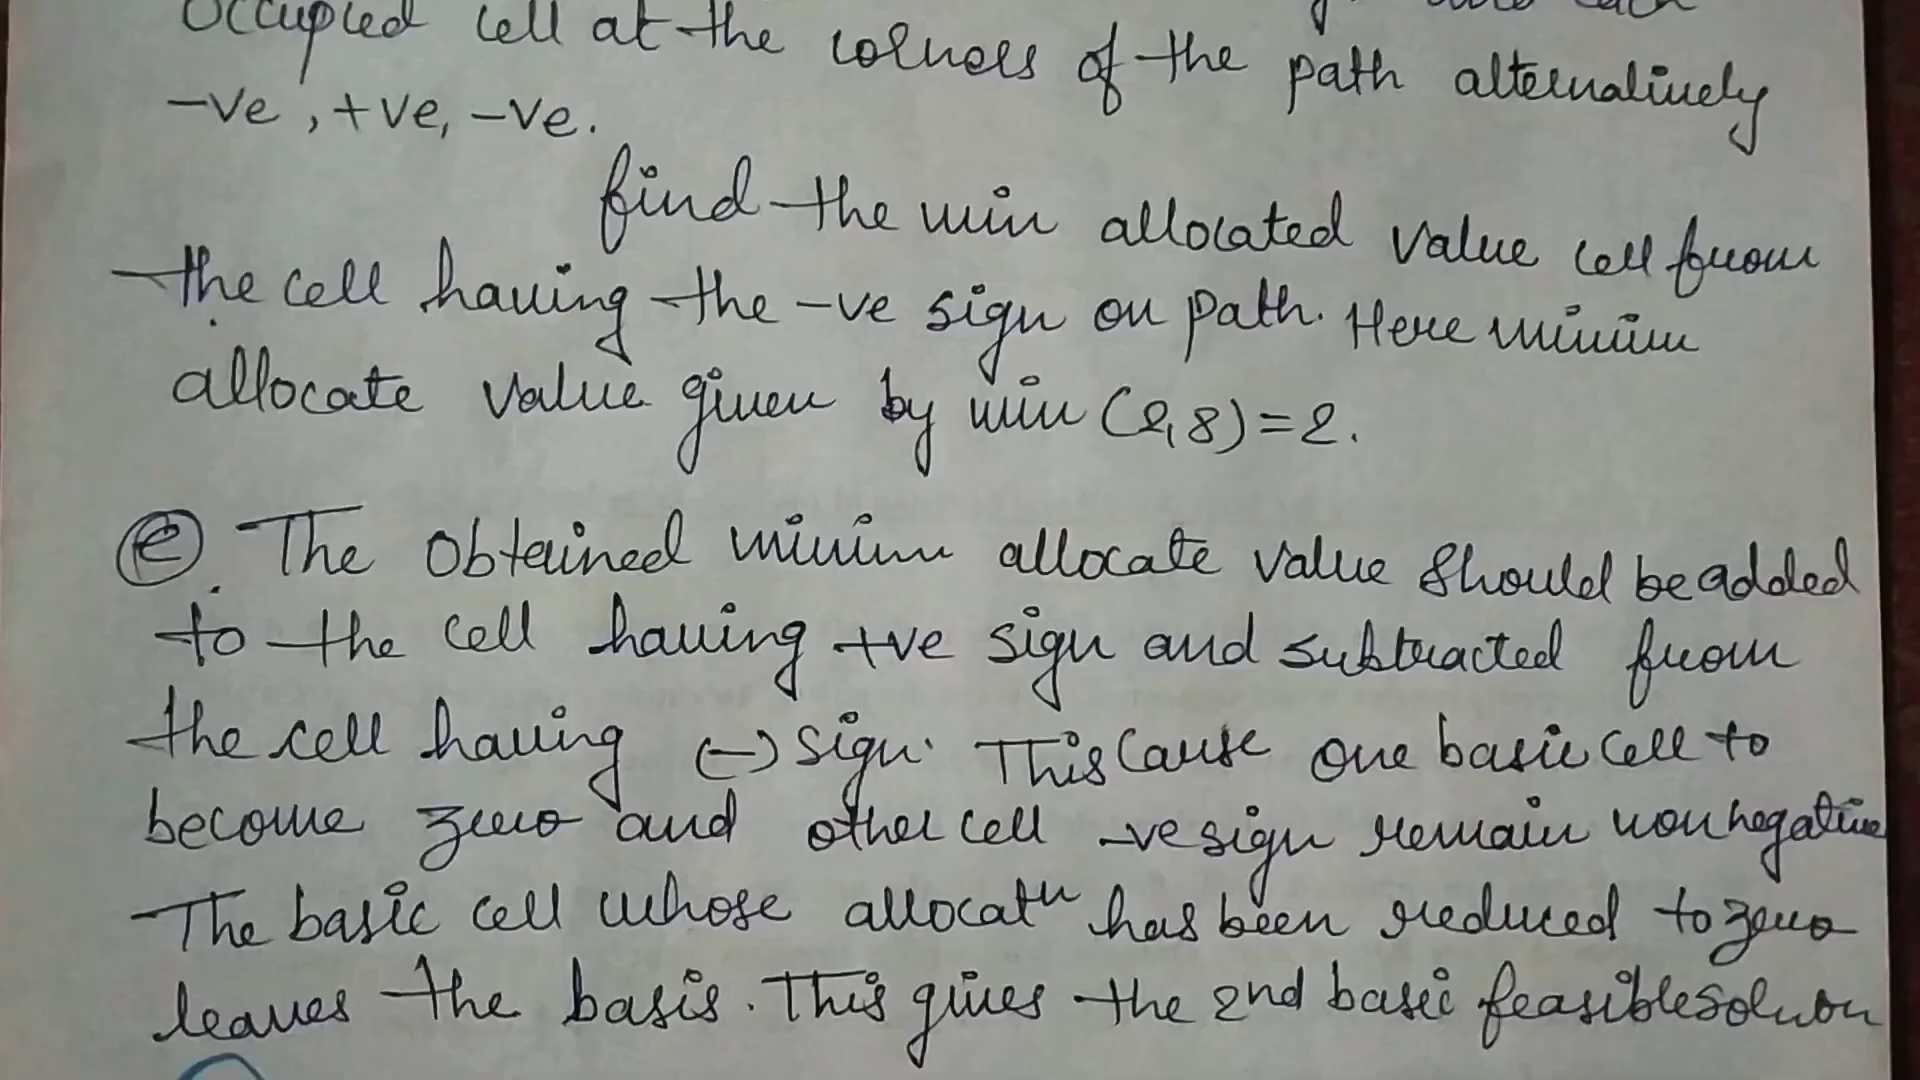 Occupied cell at the corners of the path alternatively
-ve, +ve, -ve.
find the min allocated value cell from
the cell having the -ve sign on path. Here minim
allocate value given by min (2,8)=2.
(e) The Obtained minim allocate value should be added
to the cell having +ve sign and subtracted from
the cell having (-) sign. This Cause one basic cell to
become zero and other cell -ve sign remain non negative
The basic cell whose allocatn has been reduced to zero
leaves the basis. This gives the 2nd basic feasible solution